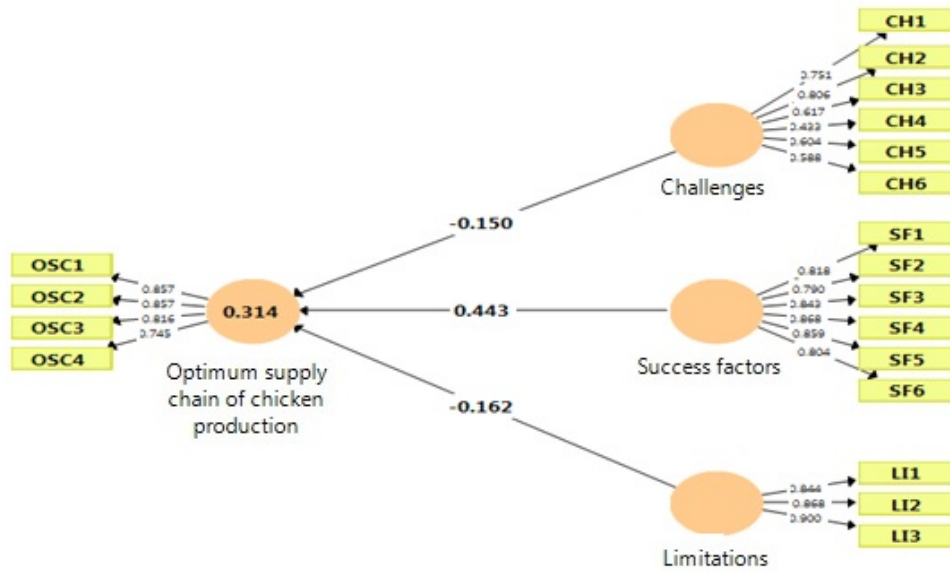 CH1
CH2
CH3
CH4
CH5
CH6
0.751
0.806
0.617
0.433
0.604
0.588
Challenges
-0.150
SF1
SF2
SF3
SF4
SF5
SF6
0.818
0.790
0.843
0.868
0.859
0.804
Success factors
0.443
OSC1
OSC2
OSC3
OSC4
0.857
0.857
0.816
0.745
0.314
Optimum supply
chain of chicken
production
-0.162
LI1
LI2
LI3
0.844
0.868
0.900
Limitations